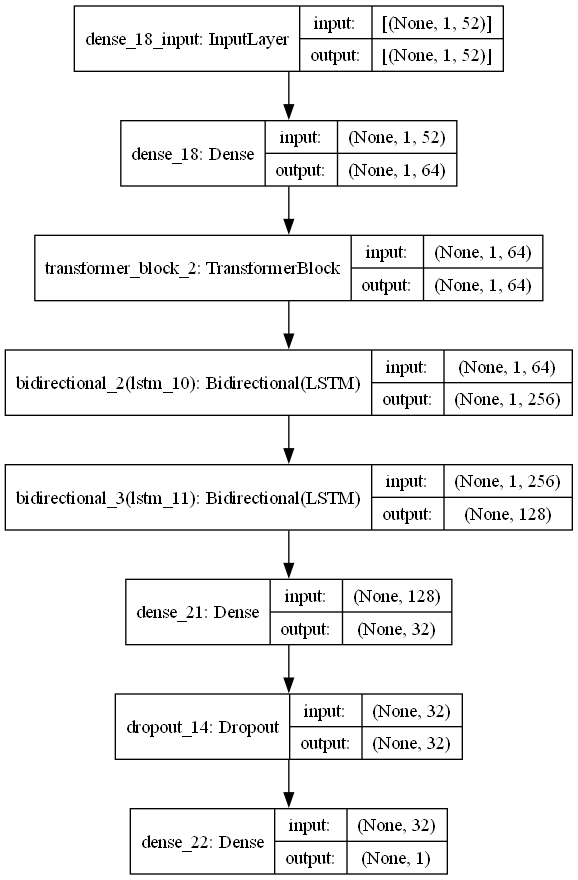 dense_18_input: InputLayer
input: [(None, 1, 52)]
output: [(None, 1, 52)]
dense_18: Dense
input: (None, 1, 52)
output: (None, 1, 64)
transformer_block_2: TransformerBlock
input: (None, 1, 64)
output: (None, 1, 64)
bidirectional_2(lstm_10): Bidirectional(LSTM)
input: (None, 1, 64)
output: (None, 1, 256)
bidirectional_3(lstm_11): Bidirectional(LSTM)
input: (None, 1, 256)
output: (None, 128)
dense_21: Dense
input: (None, 128)
output: (None, 32)
dropout_14: Dropout
input: (None, 32)
output: (None, 32)
dense_22: Dense
input: (None, 32)
output: (None, 1)